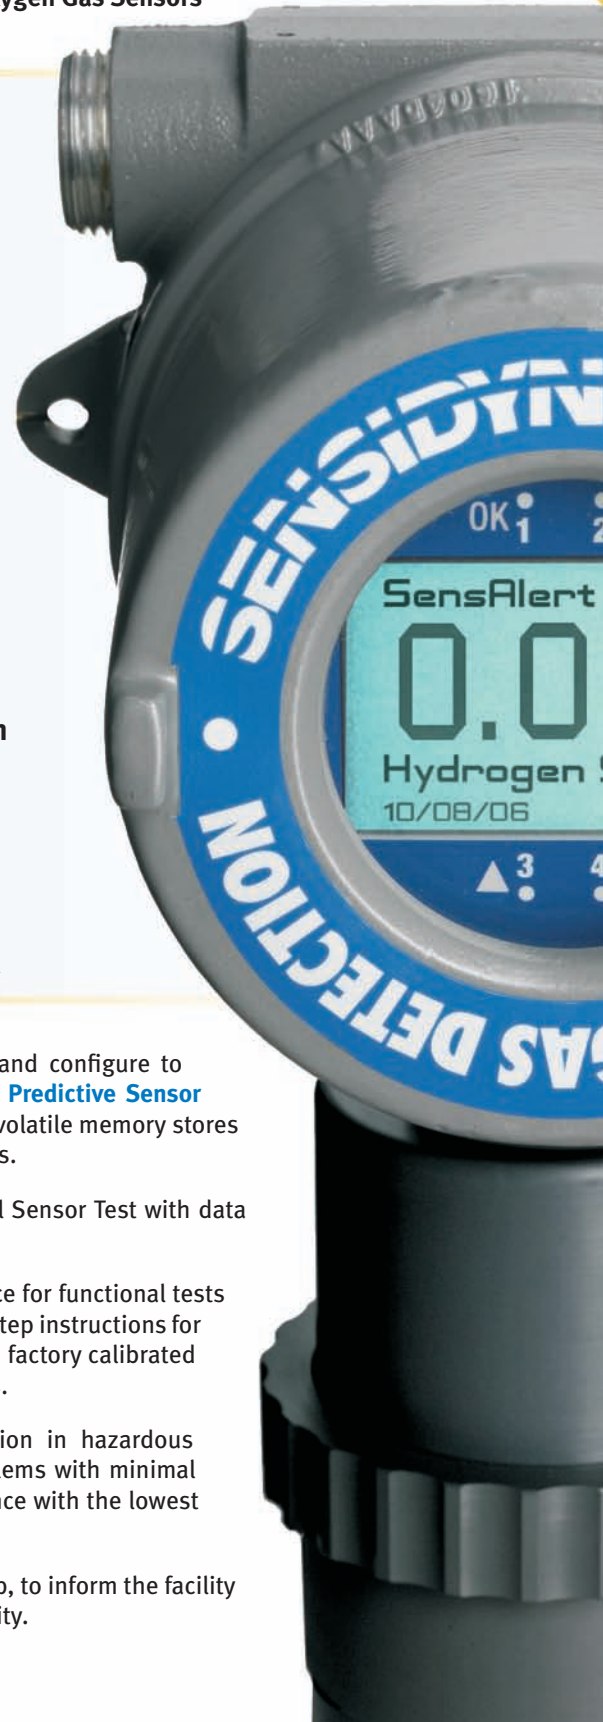 ygen Gas Sensors
SENSIDYN
OK 1 2
SensAlert
0.0
Hydrogen S
10/08/06
▲ 3 4
GAS DETECTION
n
and configure to
Predictive Sensor
volatile memory stores
s.
l Sensor Test with data
ce for functional tests
tep instructions for
factory calibrated
.
ion in hazardous
lems with minimal
nce with the lowest
o, to inform the facility
ity.